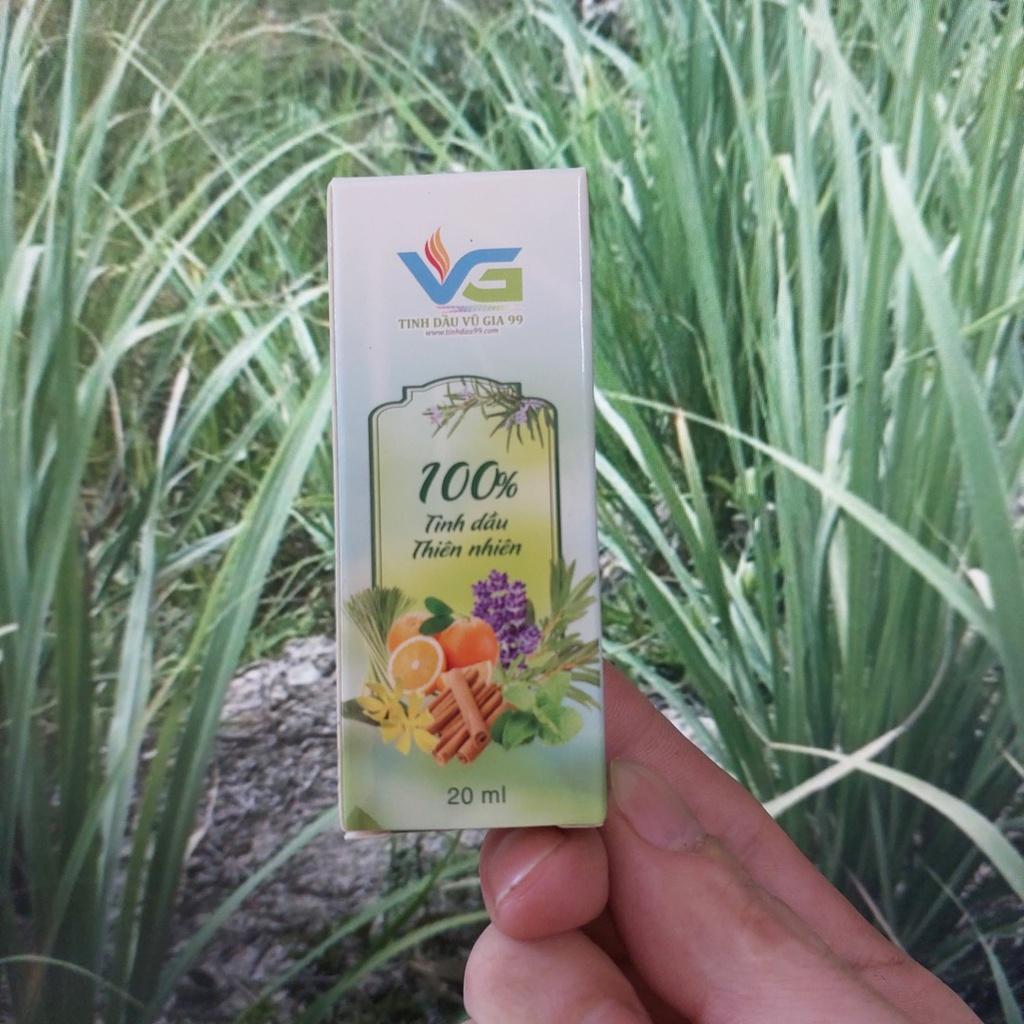 VG
TINH DẦU VŨ GIA 99
www.tinhdau99.com
100%
Tinh dầu
Thiên nhiên
20 ml